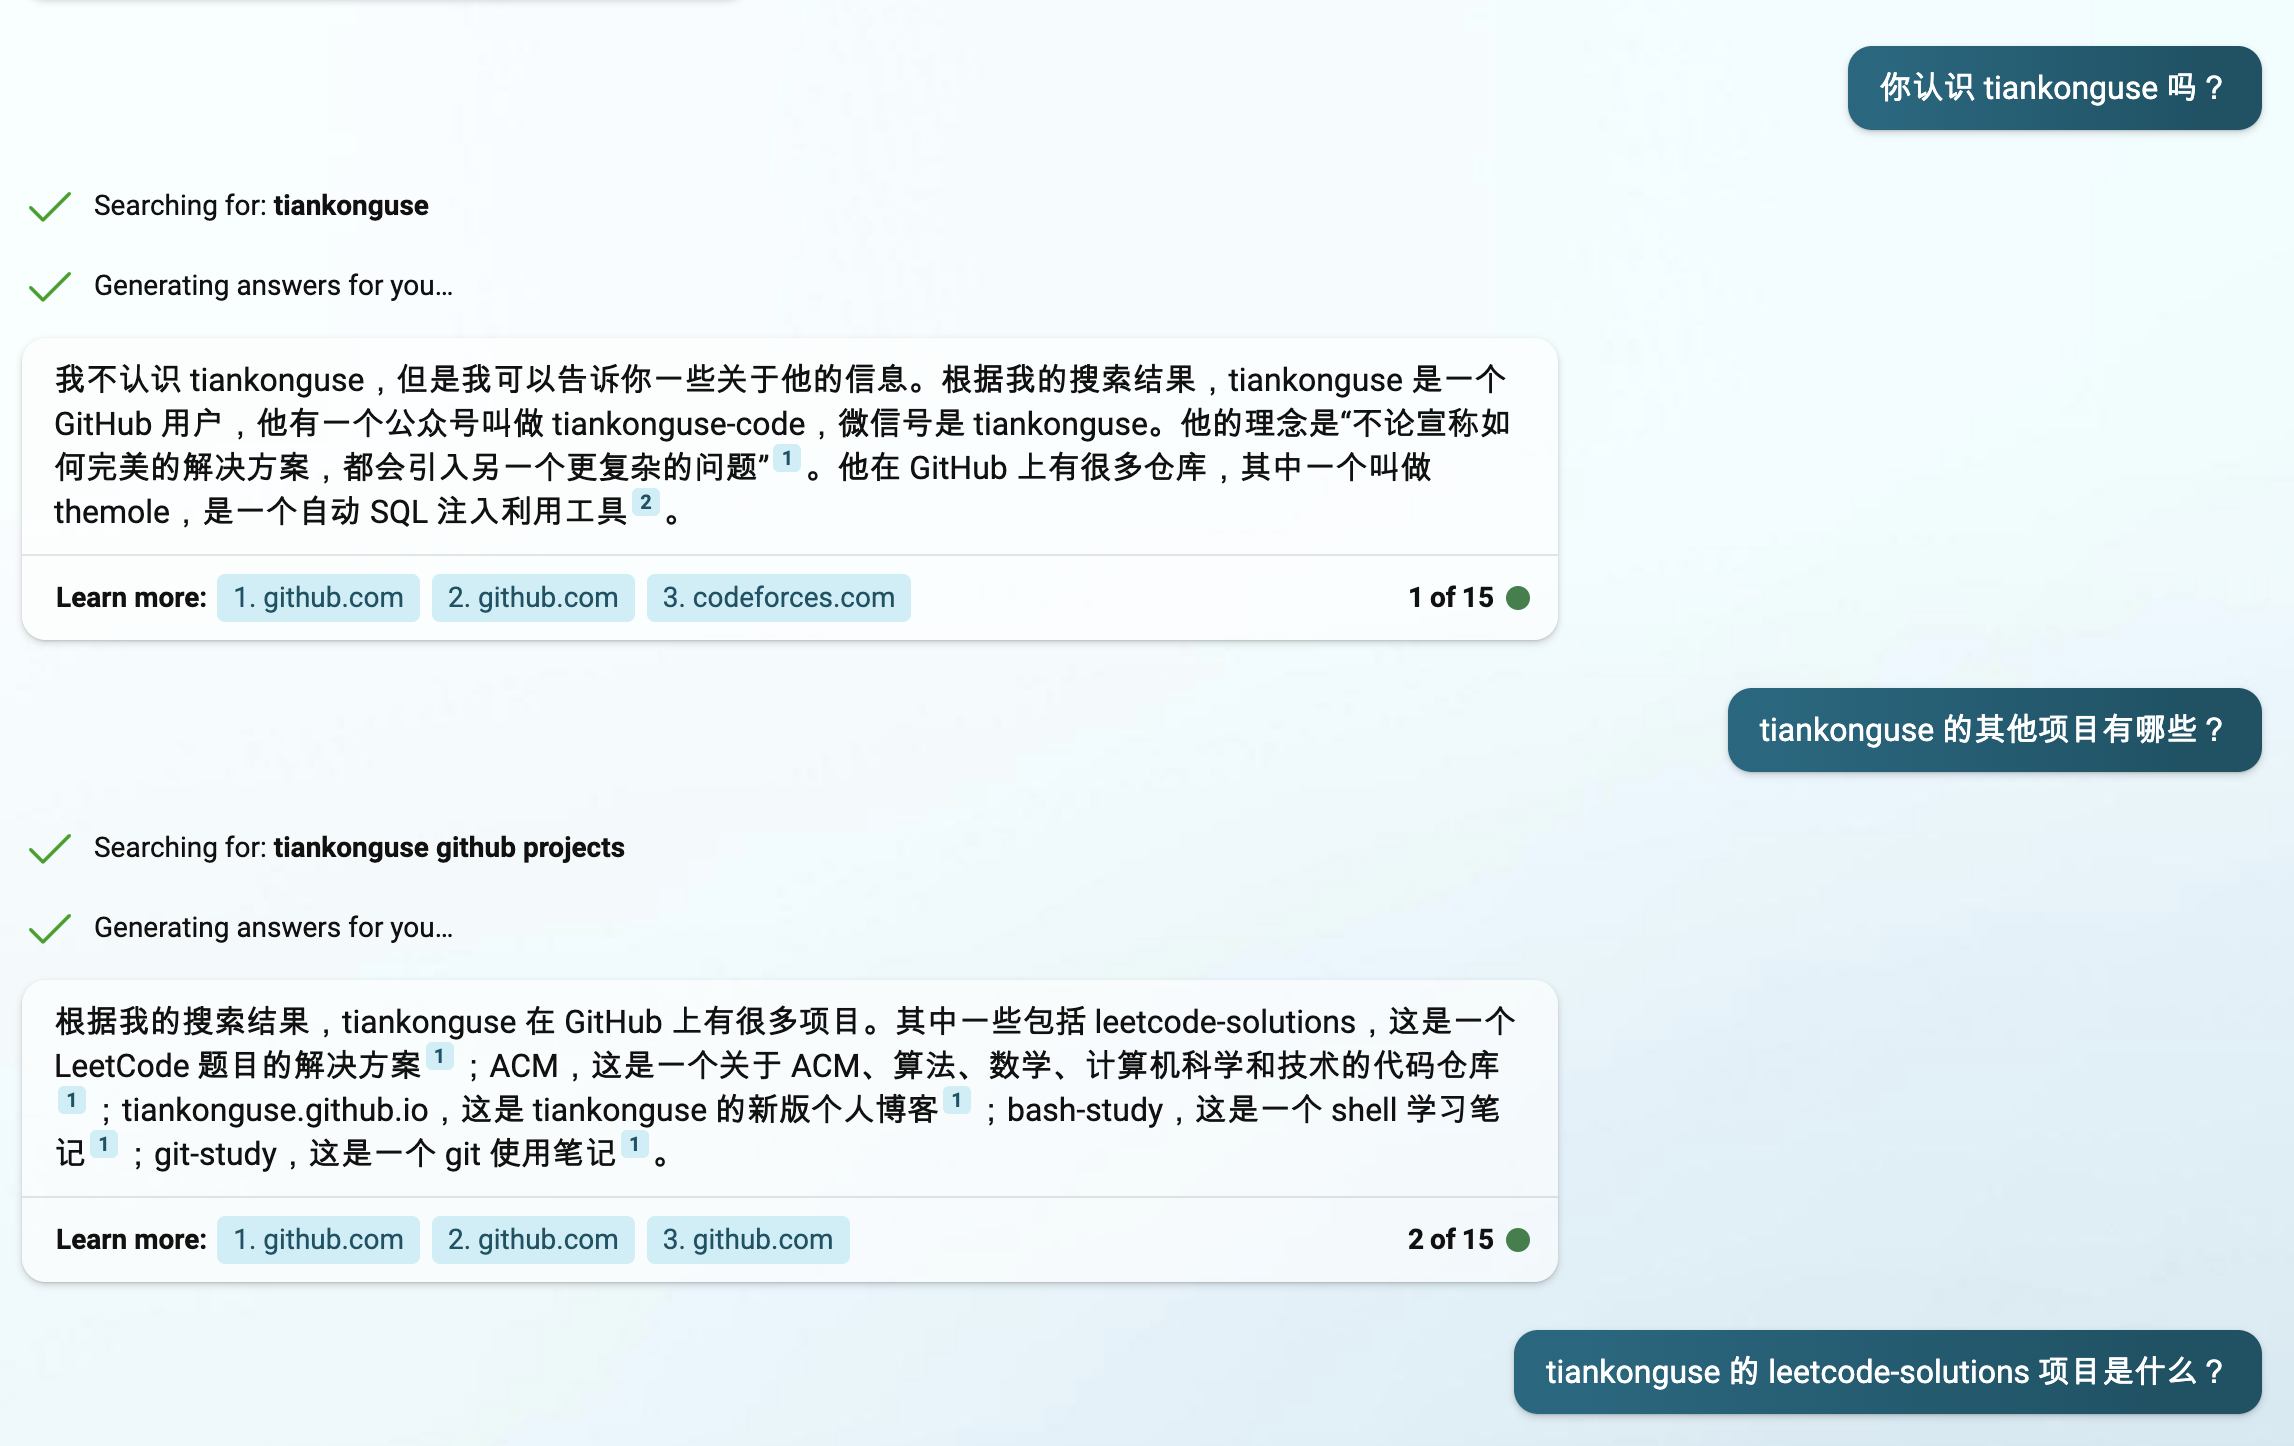 你认识 tiankonguse 吗？
Searching for: tiankonguse
Generating answers for you...
我不认识 tiankonguse，但是我可以告诉你一些关于他的信息。根据我的搜索结果，tiankonguse 是一个
GitHub 用户，他有一个公众号叫做 tiankonguse-code，微信号是 tiankonguse。他的理念是“不论宣称如
何完美的解决方案，都会引入另一个更复杂的问题” 1 。他在 GitHub 上有很多仓库，其中一个叫做
themole，是一个自动 SQL 注入利用工具 2 。
Learn more: 1. github.com 2. github.com 3. codeforces.com 1 of 15
tiankonguse 的其他项目有哪些？
Searching for: tiankonguse github projects
Generating answers for you...
根据我的搜索结果，tiankonguse 在 GitHub 上有很多项目。其中一些包括 leetcode-solutions，这是一个
LeetCode 题目的解决方案 1 ；ACM，这是一个关于 ACM、算法、数学、计算机科学和技术的代码仓库
1 ；tiankonguse.github.io，这是 tiankonguse 的新版个人博客 1 ；bash-study，这是一个 shell 学习笔
记 1 ；git-study，这是一个 git 使用笔记 1 。
Learn more: 1. github.com 2. github.com 3. github.com 2 of 15
tiankonguse 的 leetcode-solutions 项目是什么？